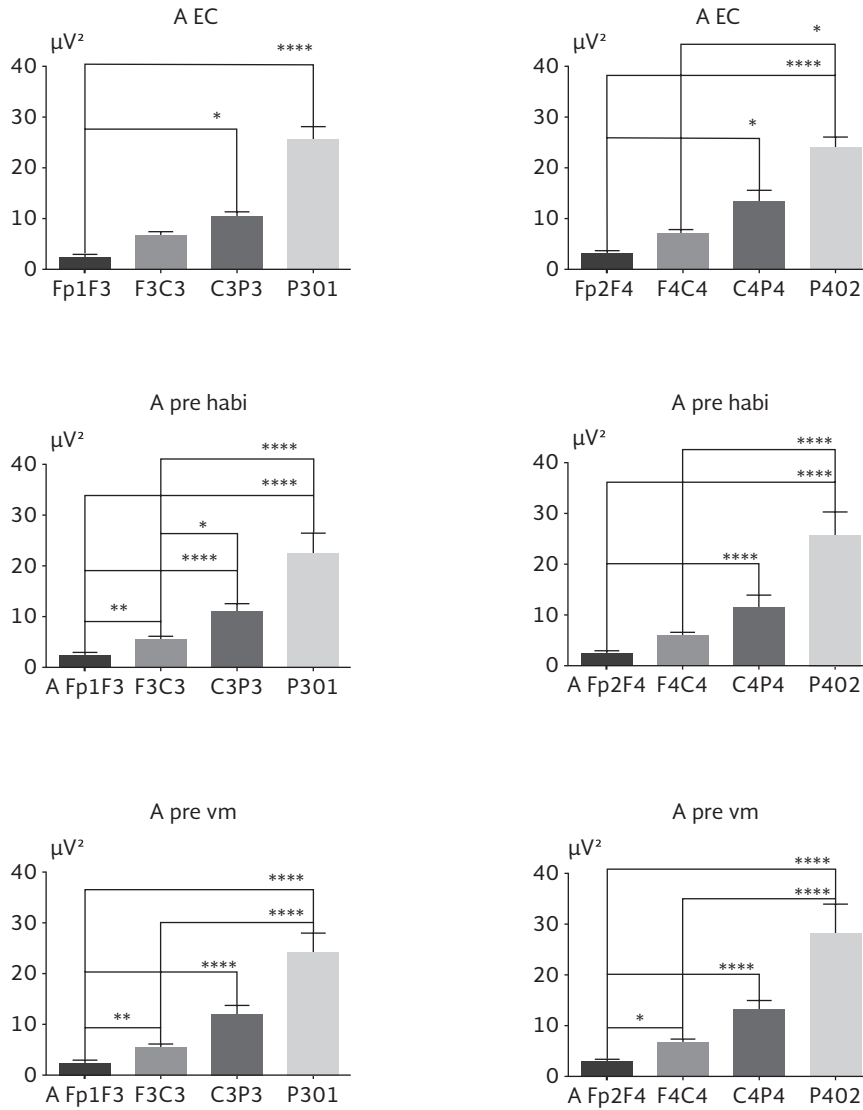 A EC
µV²
****
40
*
30
20
10
0
Fp1F3 F3C3 C3P3 P301
A EC
µV²
*
40
****
30
*
20
10
0
Fp2F4 F4C4 C4P4 P402
A pre habi
µV²
****
40
****
30
*
20
****
10
**
0
A Fp1F3 F3C3 C3P3 P301
A pre habi
µV²
****
40
****
30
20
****
10
0
A Fp2F4 F4C4 C4P4 P402
A pre vm
µV²
****
40
****
30
20
****
10
**
0
A Fp1F3 F3C3 C3P3 P301
A pre vm
µV²
****
40
****
30
20
****
10
*
0
A Fp2F4 F4C4 C4P4 P402